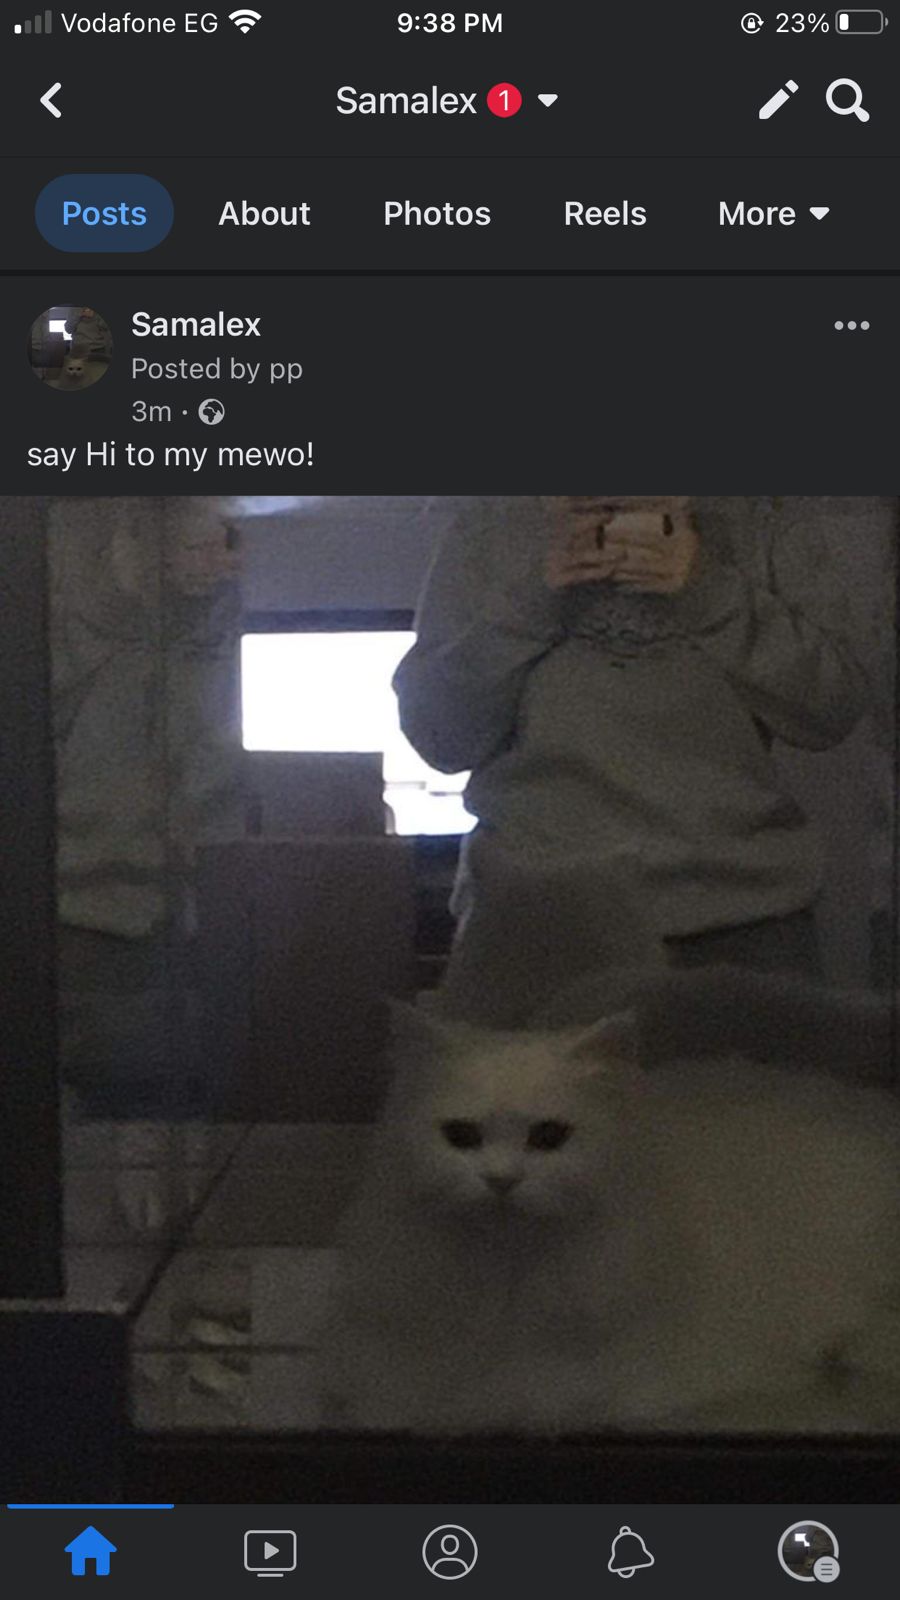 Vodafone EG 9:38 PM 23%
Samalex 1
Posts About Photos Reels More
Samalex
Posted by pp
3m ·
say Hi to my mewo!